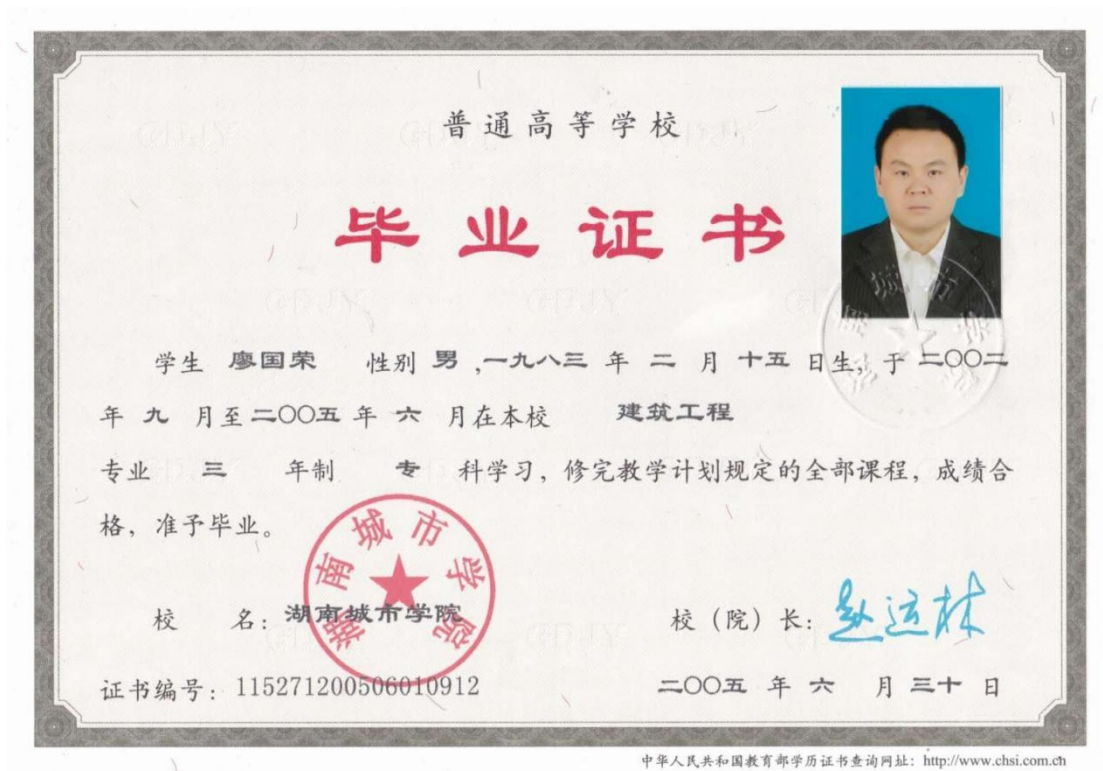 普通高等学校
毕业证书
学生 廖国荣 性别 男 ,一九八三 年 二 月 十五 日生, 于 二〇〇二
年 九 月至 二〇〇五 年 六 月在本校 建筑工程
专业 三 年制 专 科学习，修完教学计划规定的全部课程，成绩合
格，准予毕业。
湖南城市学院
校 名：湖南城市学院
校（院）长：赵运林
证书编号：115271200506010912
二〇〇五 年 六 月 三十 日
中华人民共和国教育部学历证书查询网址：http://www.chsi.com.cn